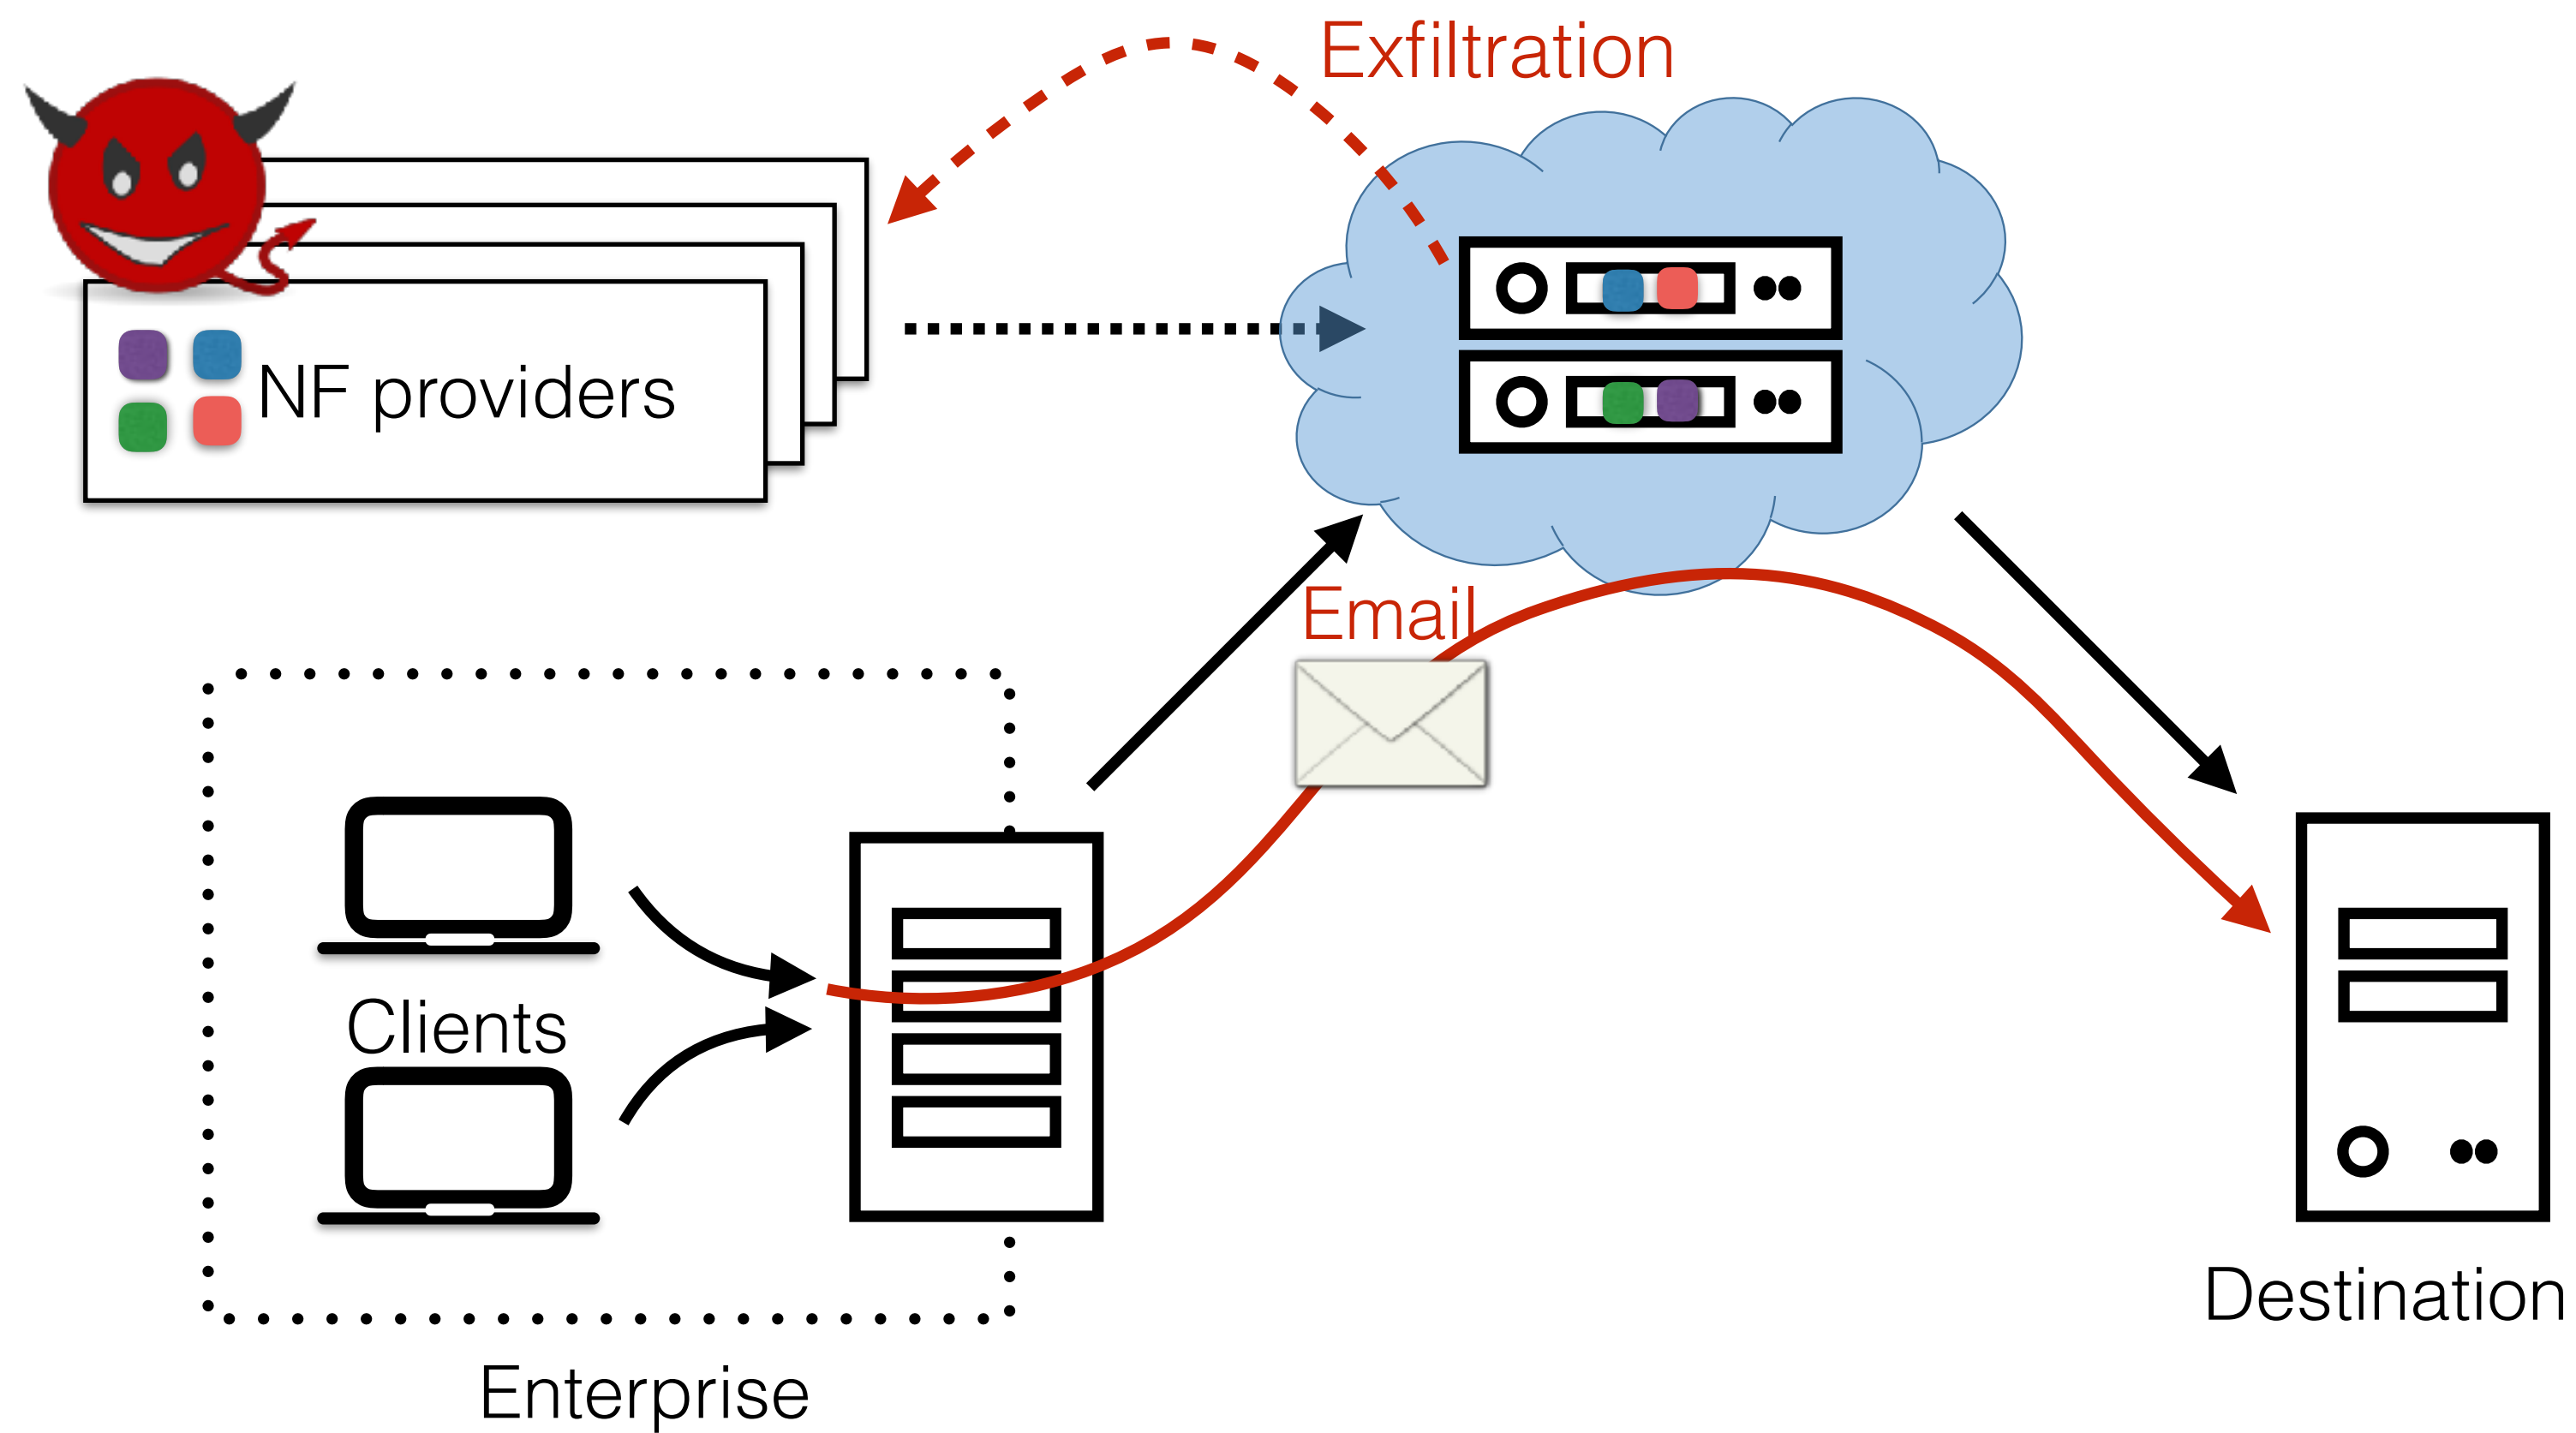 Exfiltration
NF providers
Email
Clients
Destination
Enterprise